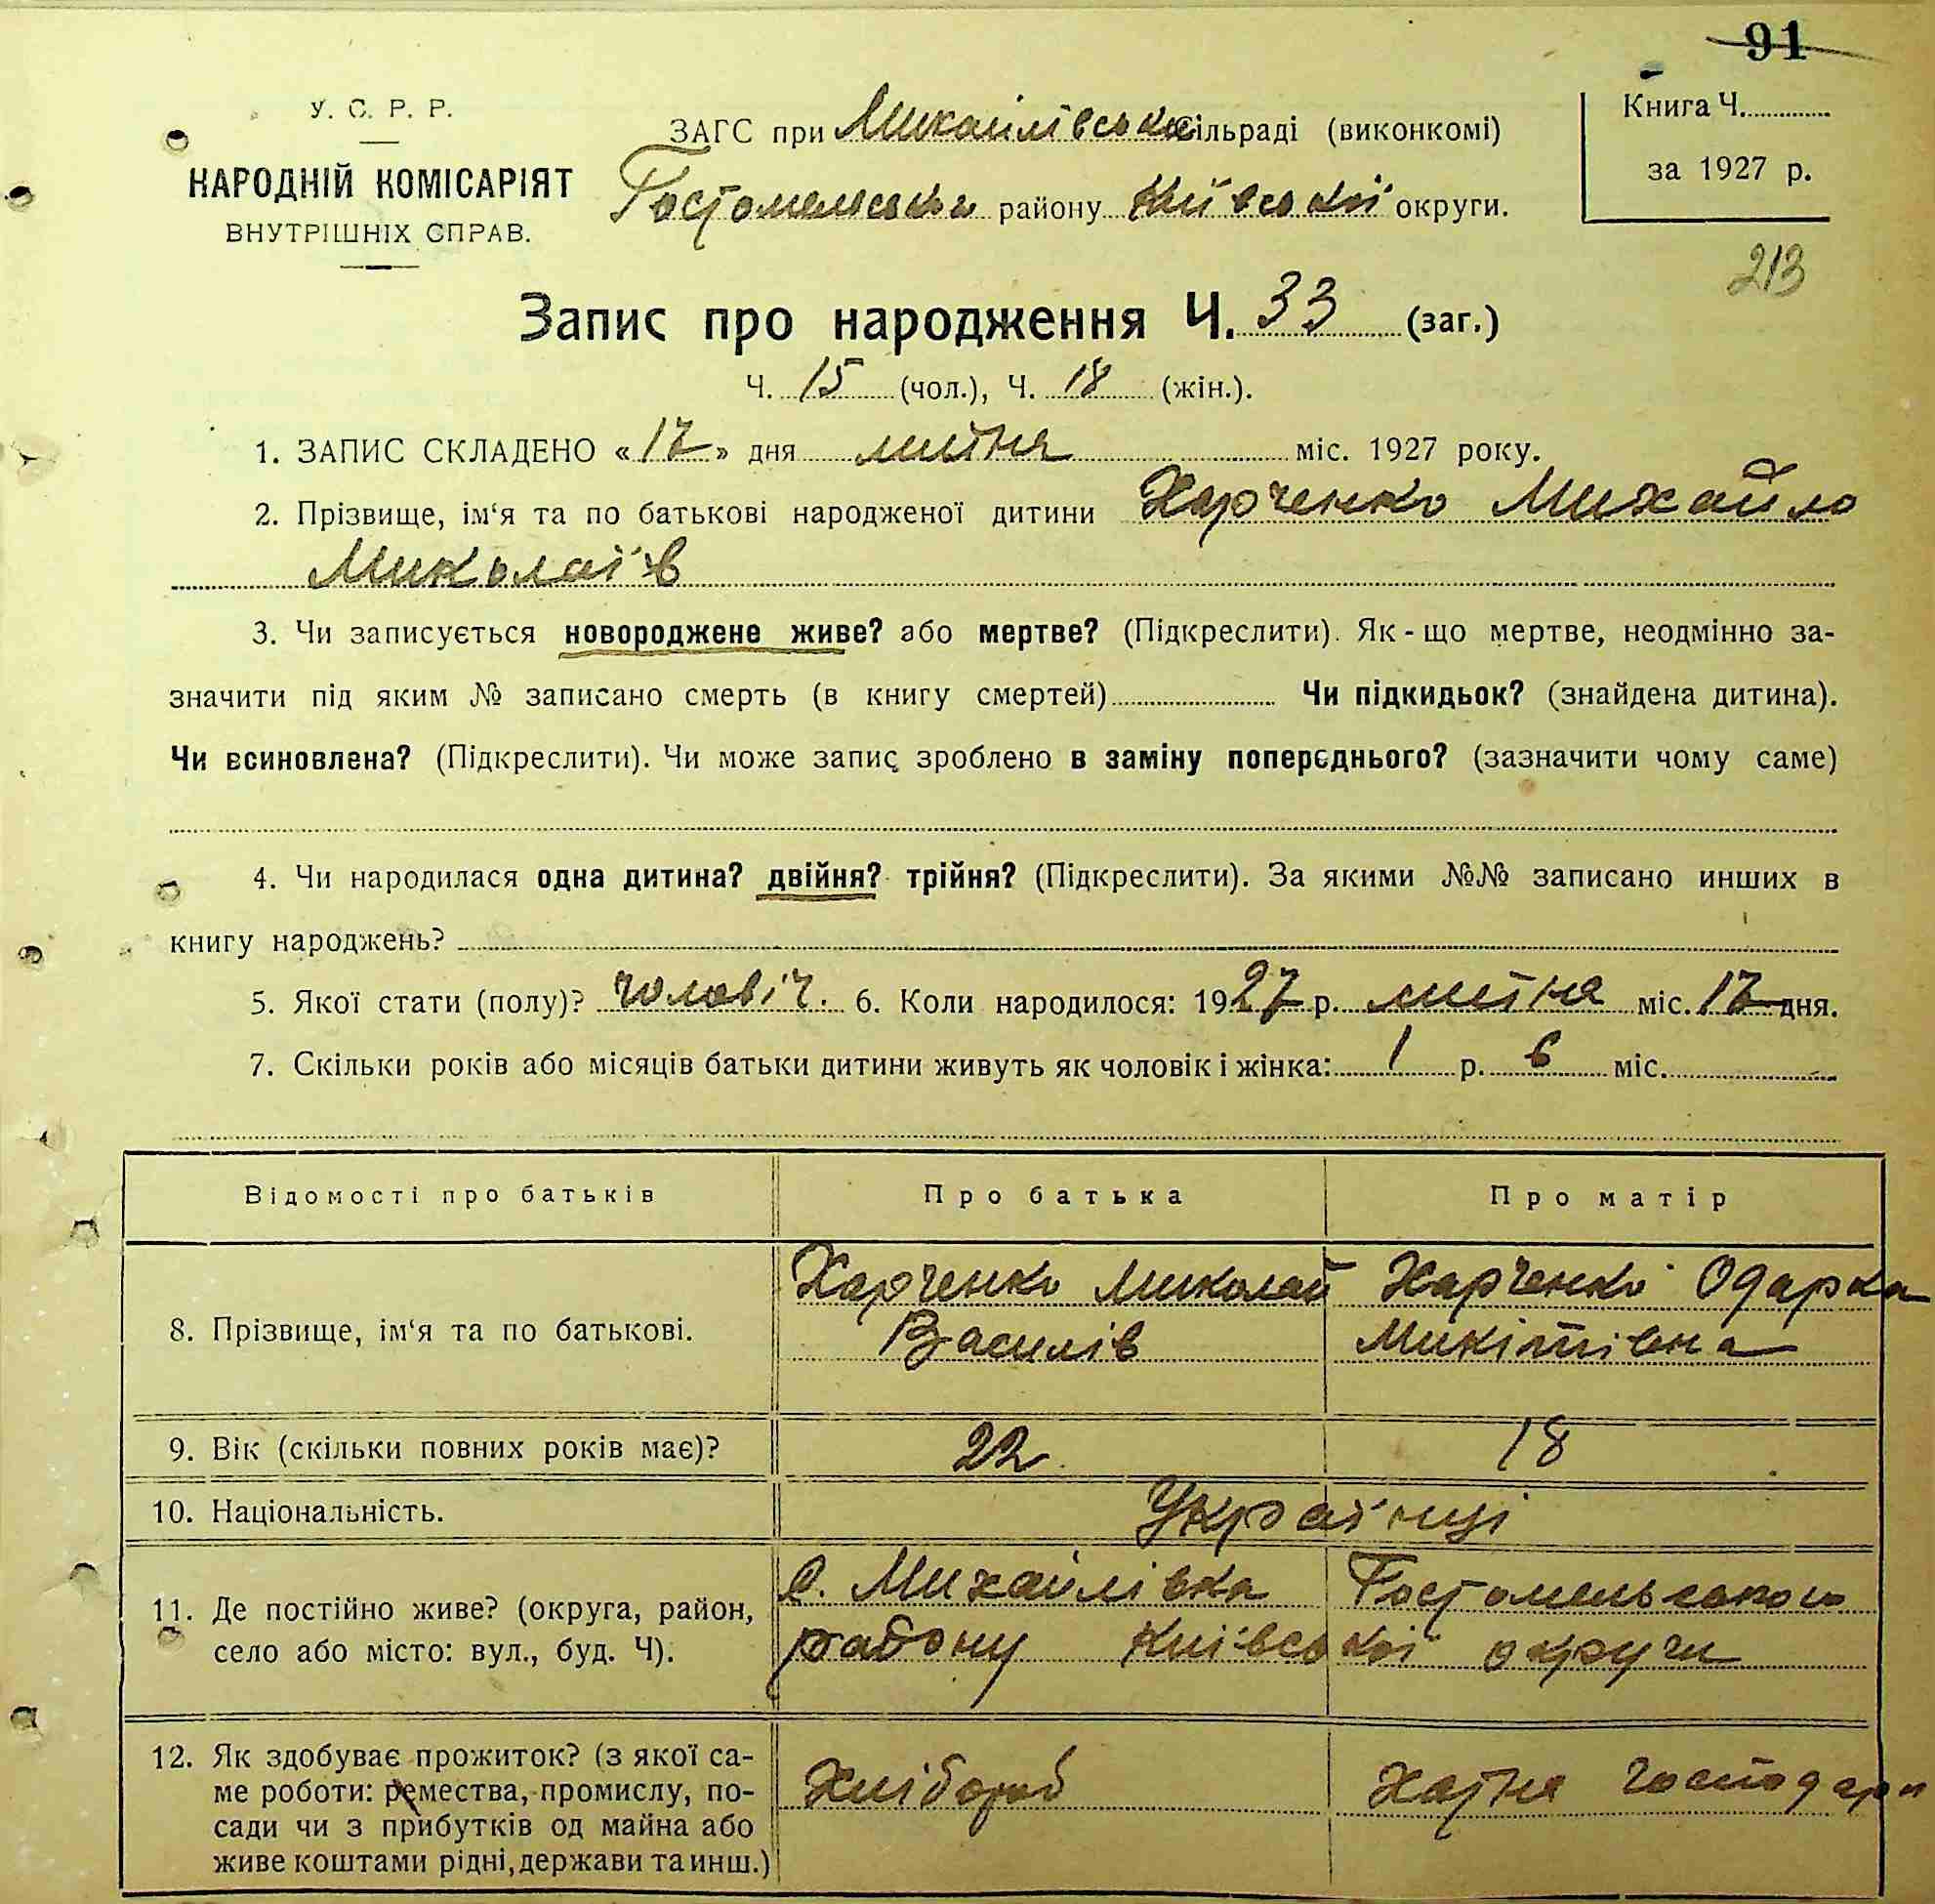 91
У. С. Р. Р.
НАРОДНІЙ КОМІСАРІЯТ
ВНУТРІШНІХ СПРАВ.
ЗАГС при Михайлівська сільраді (виконкомі)
Гостомельськи району Київської округи.
Книга Ч.
за 1927 р.
213
Запис про народження Ч. 33 (заг.)
Ч. 15 (чол.), Ч. 18 (жін.).
1. ЗАПИС СКЛАДЕНО « 17 » дня липня міс. 1927 року.
2. Прізвище, ім‘я та по батькові народженої дитини Харченко Михайло
Миколаїв
3. Чи записується новороджене живе? або мертве? (Підкреслити). Як-що мертве, неодмінно за-
значити під яким № записано смерть (в книгу смертей) Чи підкидьок? (знайдена дитина).
Чи всиновлена? (Підкреслити). Чи може запис зроблено в заміну попереднього? (зазначити чому саме)
4. Чи народилася одна дитина? двійня? трійня? (Підкреслити). За якими №№ записано инших в
книгу народжень?
5. Якої стати (полу)? чоловіч. 6. Коли народилося: 1927 р. липня міс. 17 дня.
7. Скільки років або місяців батьки дитини живуть як чоловік і жінка: 1 р. 6 міс.
Відомості про батьків Про батька Про матір
8. Прізвище, ім‘я та по батькові.
Харченко Миколай
Василів
Харченко Одарка
Микітівна
9. Вік (скільки повних років має)? 22 18
10. Національність. Українці
11. Де постійно живе? (округа, район,
село або місто: вул., буд. Ч).
с. Михайлівка Гостомельського
району Київської округи
12. Як здобуває прожиток? (з якої са-
ме роботи: ремества, промислу, по-
сади чи з прибутків од майна або
живе коштами рідні, держави та инш.)
Хлібороб
Хатня господарк